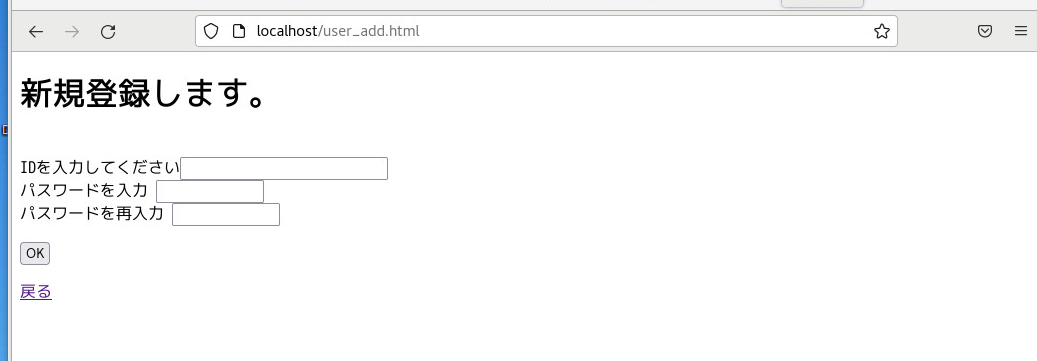 localhost/user_add.html
新規登録します。
IDを入力してください
パスワードを入力
パスワードを再入力
OK
戻る